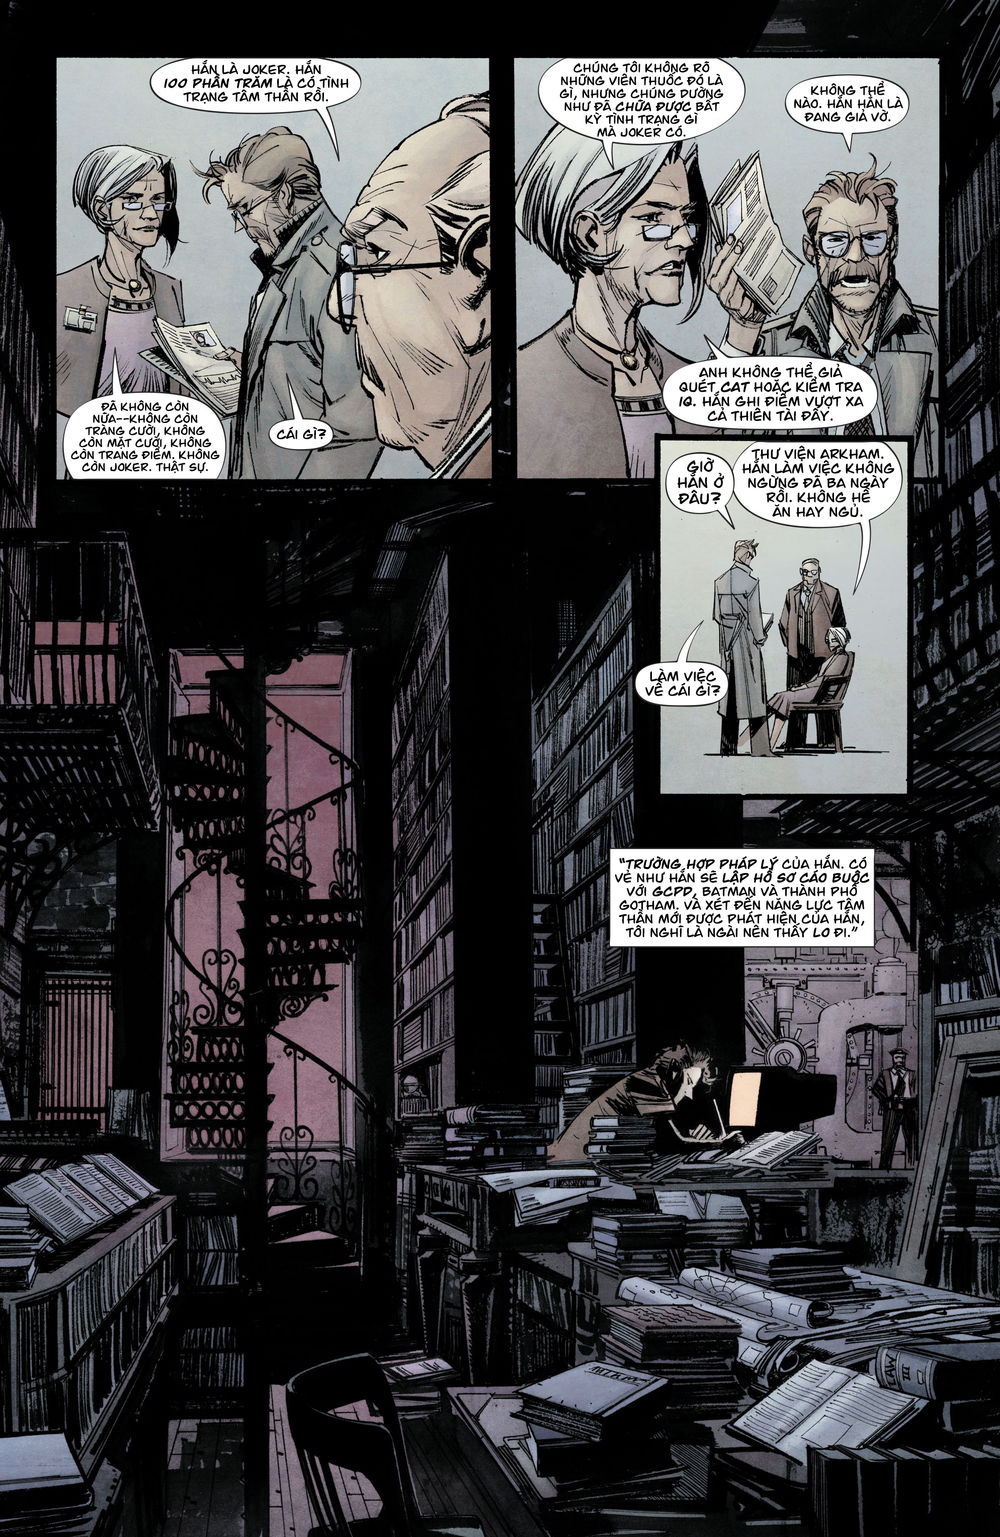 HẮN LÀ JOKER. HẮN
100 PHẦN TRĂM LÀ CÓ TÌNH
TRẠNG TÂM THẦN RỒI.
ĐÃ KHÔNG CÒN
NỮA--KHÔNG CÒN
TRÀNG CƯỜI, KHÔNG
CÒN MẶT CƯỜI, KHÔNG
CÒN TRANG ĐIỂM. KHÔNG
CÒN JOKER. THẬT SỰ.
CÁI GÌ?
CHÚNG TÔI KHÔNG RÕ
NHỮNG VIÊN THUỐC ĐÓ LÀ
GÌ, NHƯNG CHÚNG DƯỜNG
NHƯ ĐÃ CHỮA ĐƯỢC BẤT
KỲ TÌNH TRẠNG GÌ
MÀ JOKER CÓ.
KHÔNG THỂ
NÀO. HẮN HẲN LÀ
ĐANG GIẢ VỜ.
ANH KHÔNG THỂ GIẢ
QUÉT CAT HOẶC KIỂM TRA
IQ. HẮN GHI ĐIỂM VƯỢT XA
CẢ THIÊN TÀI ĐẤY.
GIỜ
HẮN Ở
ĐÂU?
THƯ VIỆN ARKHAM.
HẮN LÀM VIỆC KHÔNG
NGỪNG ĐÃ BA NGÀY
RỒI. KHÔNG HỀ
ĂN HAY NGỦ.
LÀM VIỆC
VỀ CÁI GÌ?
"TRƯỜNG HỢP PHÁP LÝ CỦA HẮN. CÓ
VẺ NHƯ HẮN SẼ LẬP HỒ SƠ CÁO BUỘC
VỚI GCPD, BATMAN VÀ THÀNH PHỐ
GOTHAM. VÀ XÉT ĐẾN NĂNG LỰC TÂM
THẦN MỚI ĐƯỢC PHÁT HIỆN CỦA HẮN,
TÔI NGHĨ LÀ NGÀI NÊN THẤY LO ĐI."
LAW
III